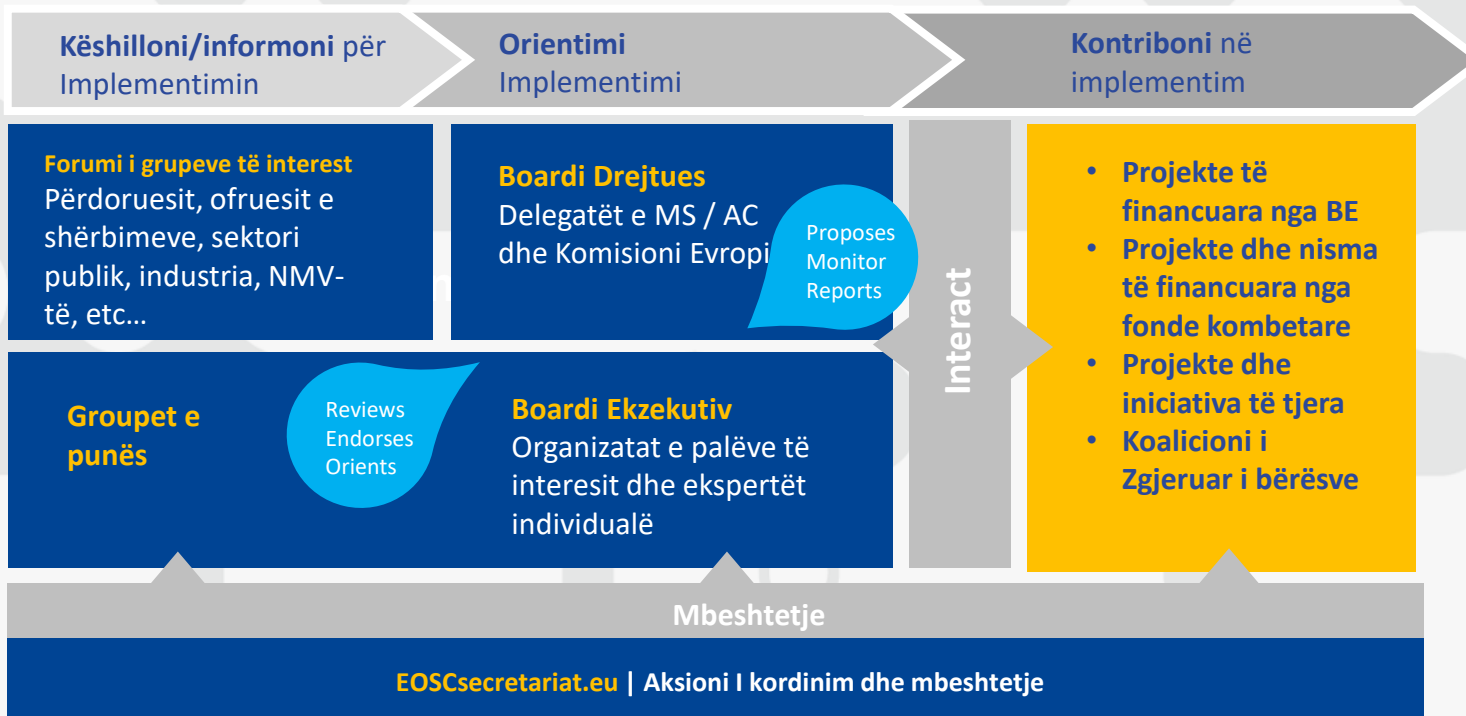 Këshilloni/informoni për
Implementimin
Orientimi
Implementimi
Kontriboni në
implementim
Forumi i grupeve të interest
Përdoruesit, ofruesit e
shërbimeve, sektori
publik, industria, NMV-
të, etc…
Boardi Drejtues
Delegatët e MS / AC
dhe Komisioni Evropi
Proposes
Monitor
Reports
Groupet e
punës
Reviews
Endorses
Orients
Boardi Ekzekutiv
Organizatat e palëve të
interesit dhe ekspertët
individualë
Interact
• Projekte të
financuara nga BE
• Projekte dhe nisma
të financuara nga
fonde kombetare
• Projekte dhe
iniciativa të tjera
• Koalicioni i
Zgjeruar i bërësve
Mbeshtetje
EOSCsecretariat.eu | Aksioni I kordinim dhe mbeshtetje